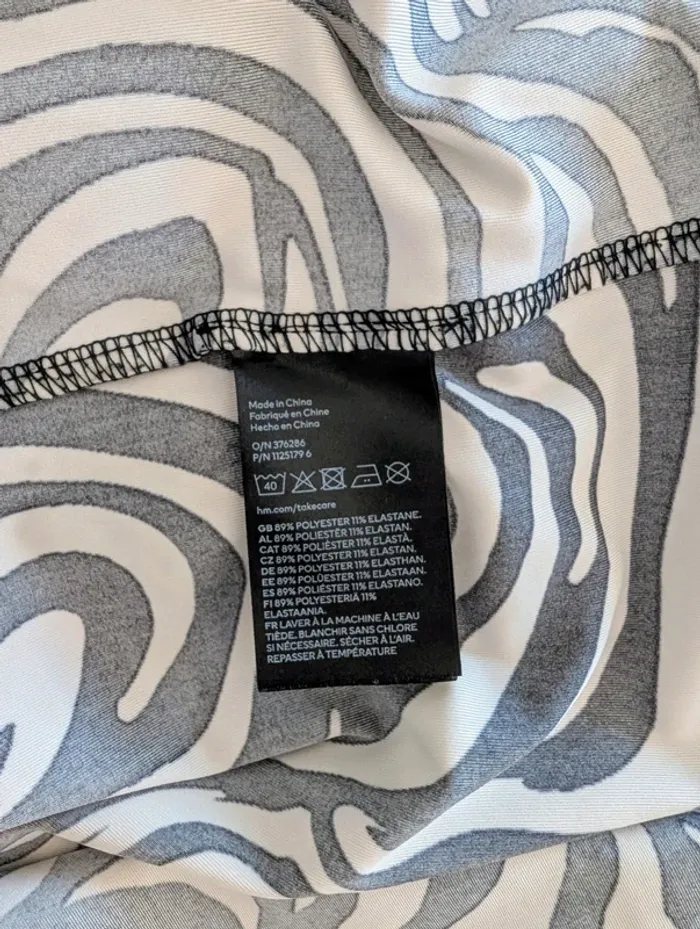 Made in China
Fabriqué en Chine
Hecho en China
O/N 376286
P/N 1125179 6
40
hm.com/takecare
GB 89% POLYESTER 11% ELASTANE.
AL 89% POLIESTËR 11% ELASTAN.
CAT 89% POLIÈSTER 11% ELASTÀ.
CZ 89% POLYESTER 11% ELASTAN.
DE 89% POLYESTER 11% ELASTHAN.
EE 89% POLÜESTER 11% ELASTAAN.
ES 89% POLIÉSTER 11% ELASTANO.
FI 89% POLYESTERIÄ 11%
ELASTAANIA.
FR LAVER À LA MACHINE À L'EAU
TIÈDE. BLANCHIR SANS CHLORE
SI NÉCESSAIRE. SÉCHER À L'AIR.
REPASSER À TEMPÉRATURE